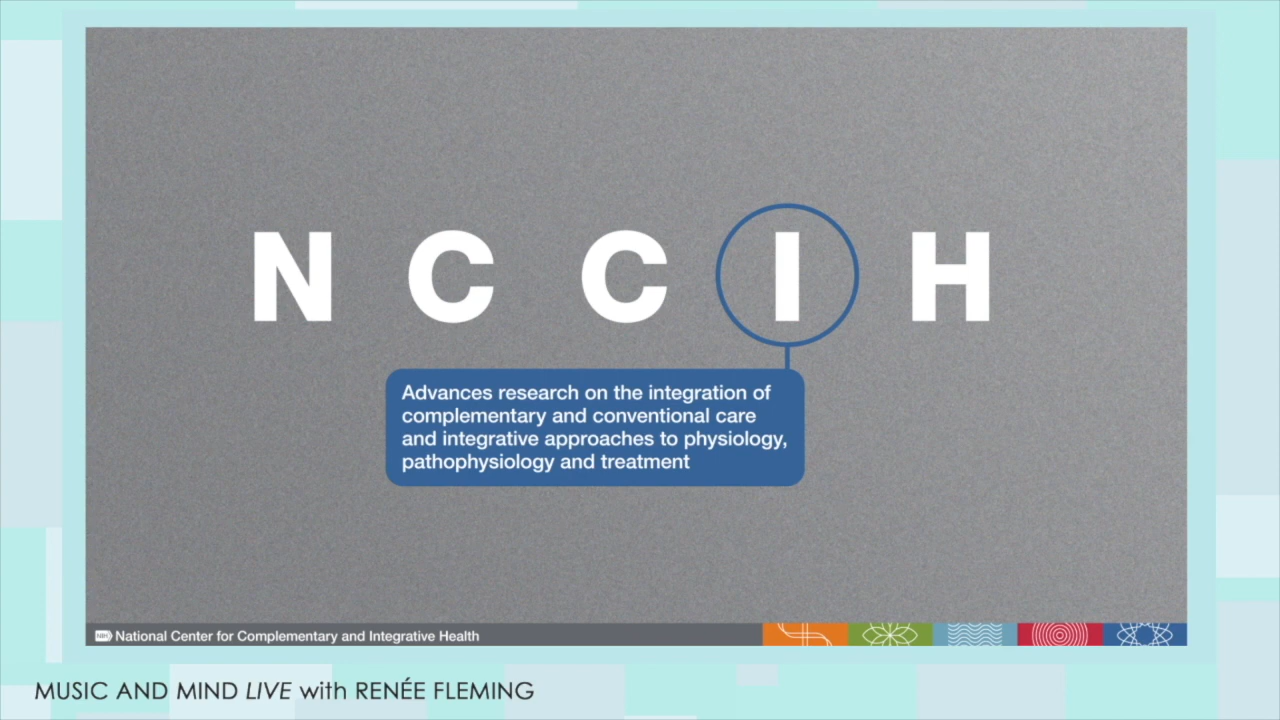 N C C I H
Advances research on the integration of
complementary and conventional care
and integrative approaches to physiology,
pathophysiology and treatment
NIH National Center for Complementary and Integrative Health
MUSIC AND MIND LIVE with RENÉE FLEMING